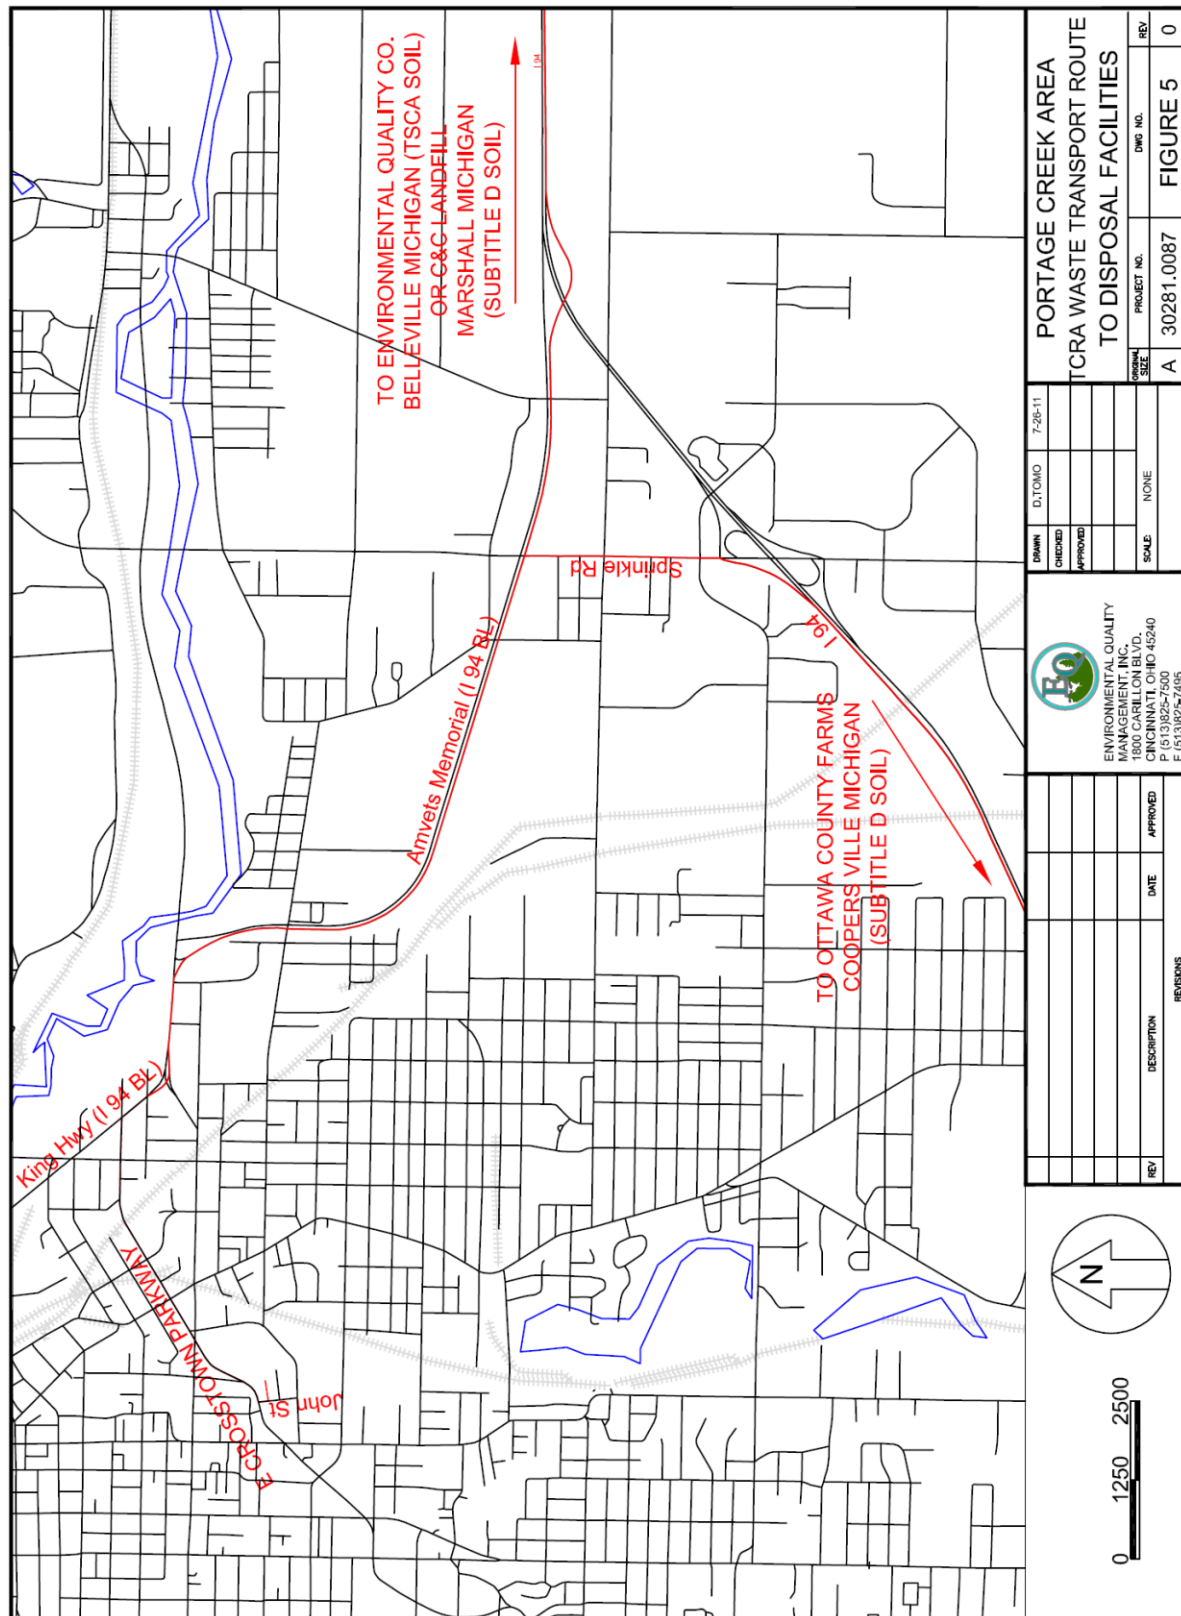 King Hwy (I 94 BL)
E CROSSTOWN PARKWAY
John St
Amvets Memorial (I 94 BL)
Sprinkle Rd
I 94
I 94
TO ENVIRONMENTAL QUALITY CO.
BELLEVILLE MICHIGAN (TSCA SOIL)
OR C&C LANDFILL
MARSHALL MICHIGAN
(SUBTITLE D SOIL)
TO OTTAWA COUNTY FARMS
COOPERS VILLE MICHIGAN
(SUBTITLE D SOIL)
0 1250 2500
N
REV DESCRIPTION DATE APPROVED
REVISIONS
EQ
ENVIRONMENTAL QUALITY
MANAGEMENT, INC.
1800 CARILLON BLVD.
CINCINNATI, OHIO 45240
P (513)825-7500
F (513)825-7495
DRAWN D.TOMO 7-26-11
CHECKED
APPROVED
SCALE: NONE
PORTAGE CREEK AREA
TCRA WASTE TRANSPORT ROUTE
TO DISPOSAL FACILITIES
ORIGINAL SIZE PROJECT NO. DWG NO. REV
A 30281.0087 FIGURE 5 0